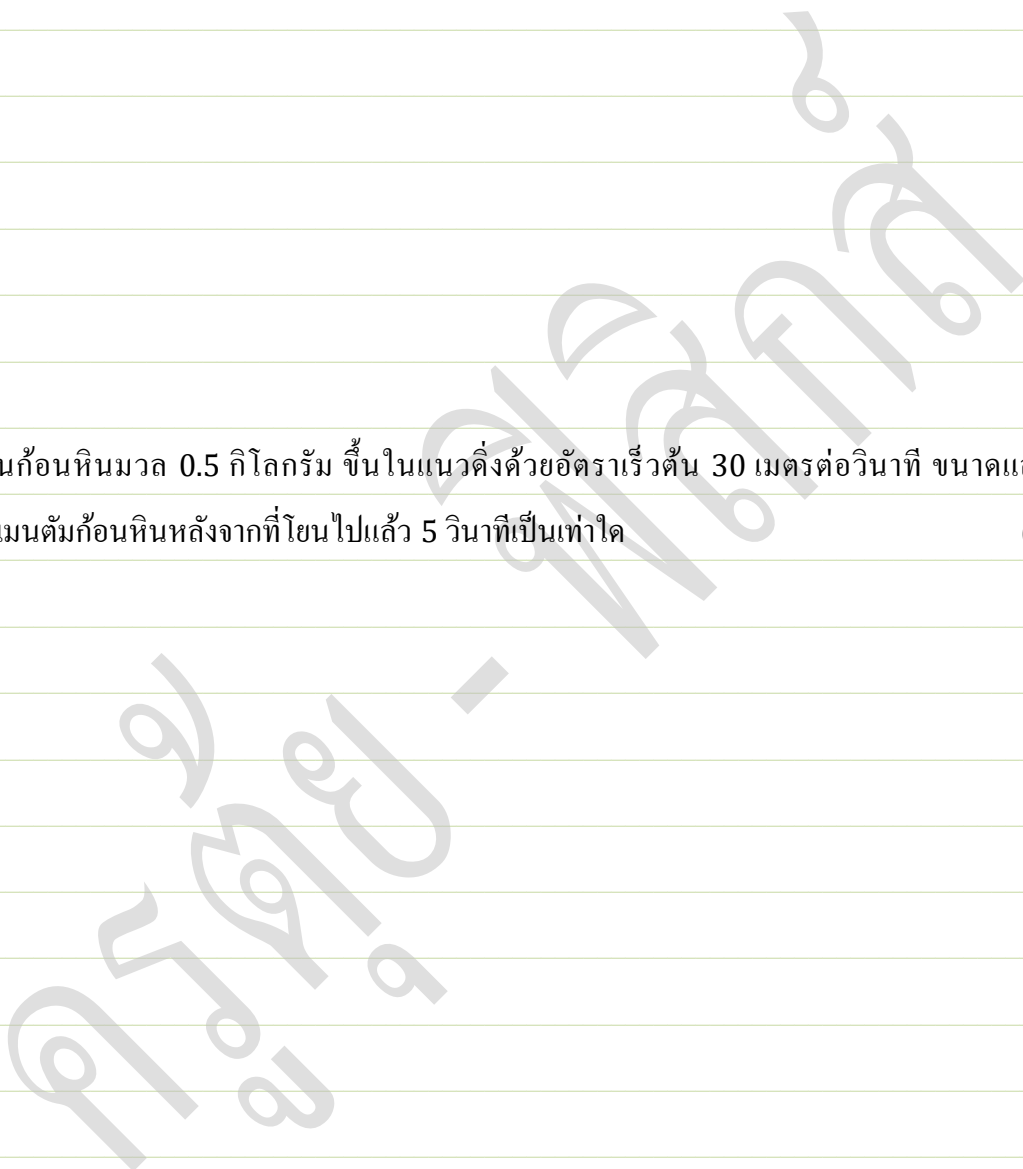 นก้อนหินมวล 0.5 กิโลกรัม ขึ้นในแนวดิ่งด้วยอัตราเร็วต้น 30 เมตรต่อวินาที ขนาดแ
เมนตัมก้อนหินหลังจากที่โยนไปแล้ว 5 วินาทีเป็นเท่าใด
ครูตุ้ย - ฟิสิกส์